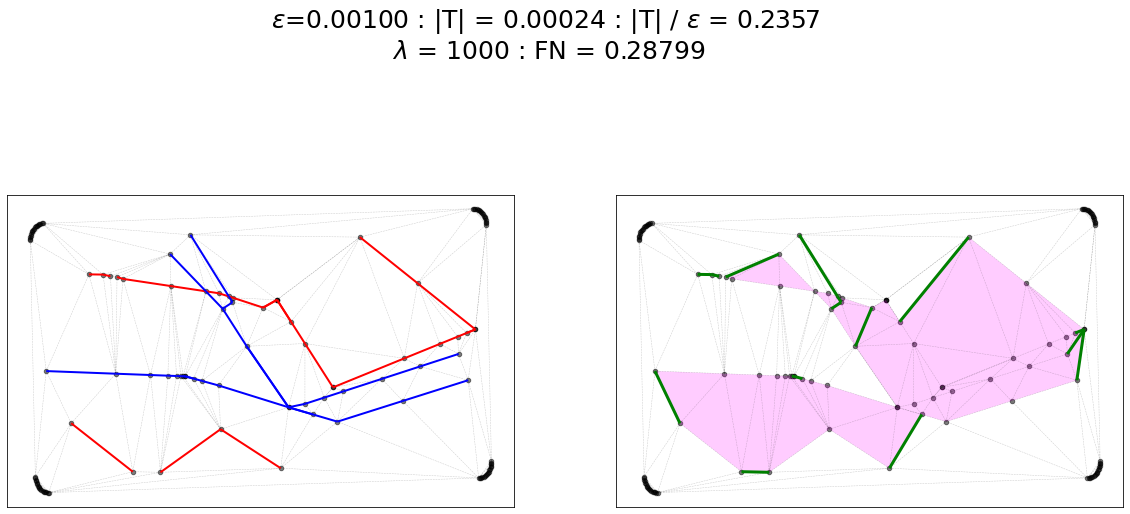 ε=0.00100 : |T| = 0.00024 : |T| / ε = 0.2357
λ = 1000 : FN = 0.28799